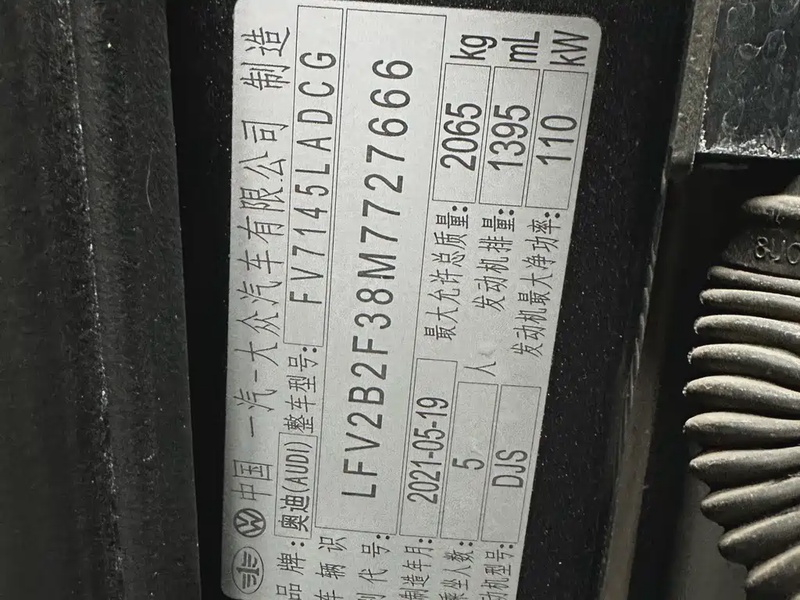 中国 一汽-大众汽车有限公司 制造
品牌: 奥迪(AUDI) 整车型号: FV7145LADCG
车辆识
别代号: LFV2B2F38M7727666
制造年月: 2021-05-19 最大允许总质量: 2065 kg
乘坐人数: 5 人 发动机排量: 1395 mL
发动机型号: DJS 发动机最大净功率: 110 kW